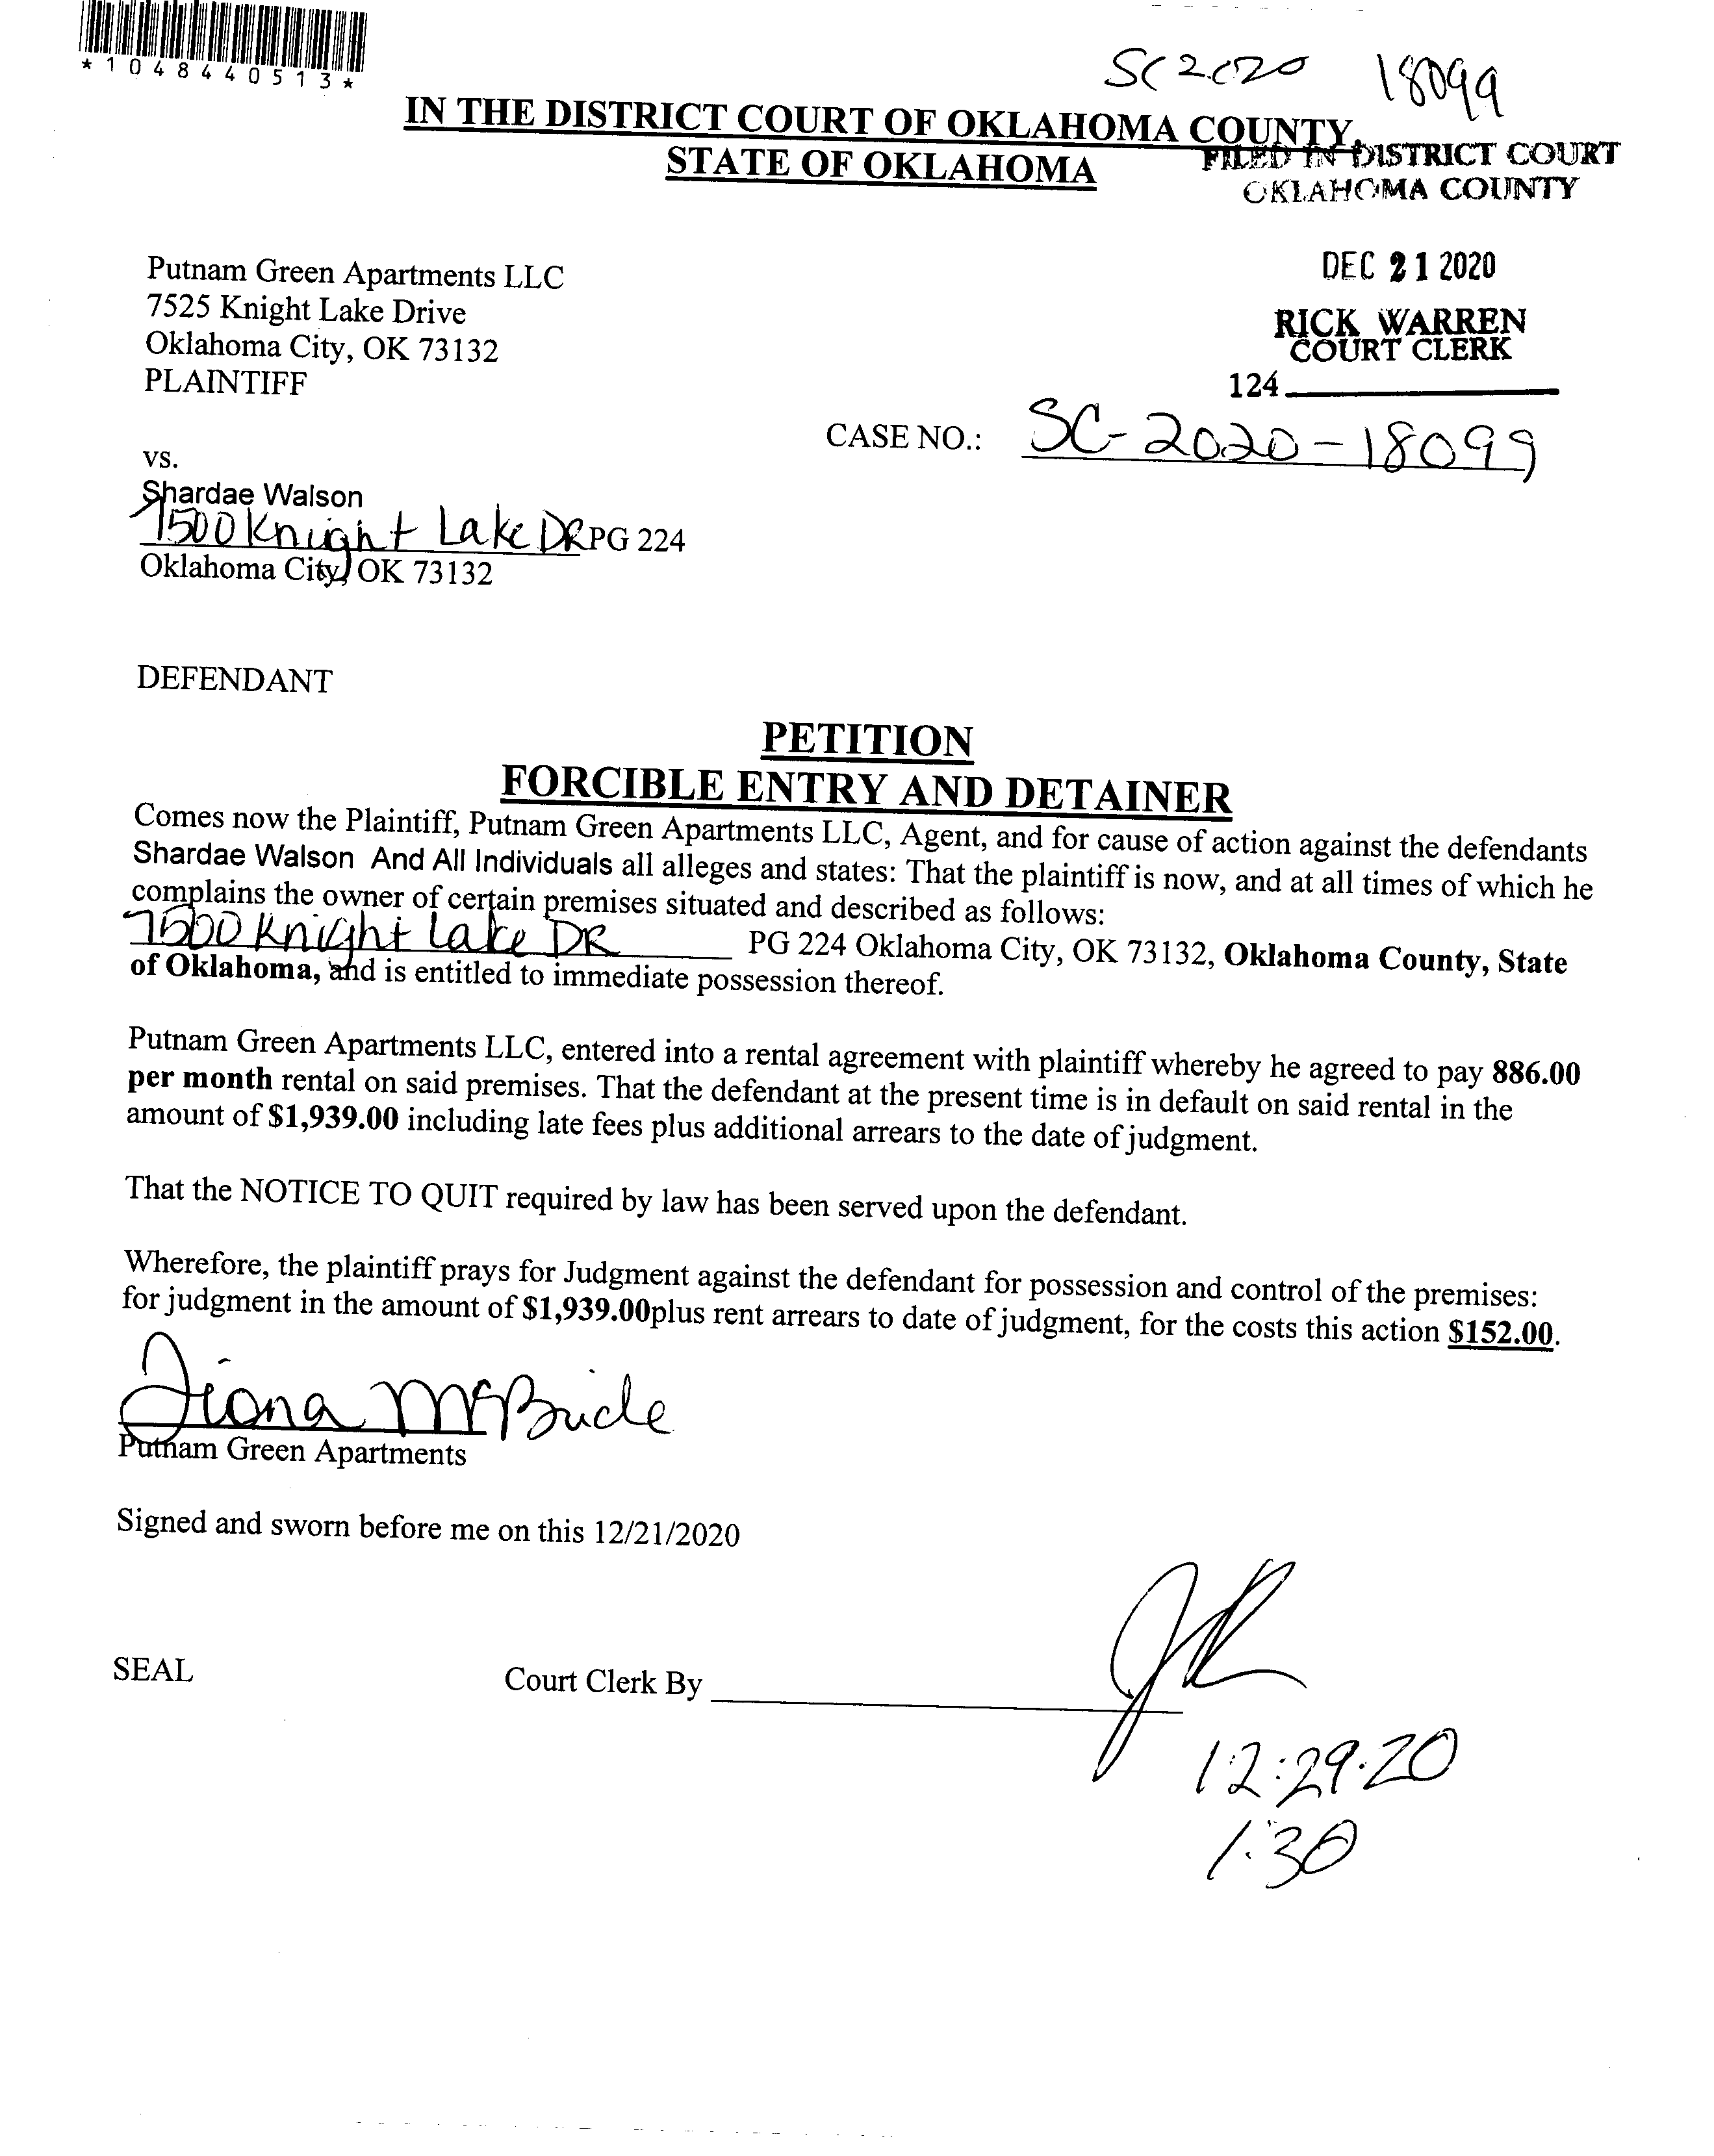 *1048440513*
SC2020 18099
IN THE DISTRICT COURT OF OKLAHOMA COUNTY,
STATE OF OKLAHOMA
FILED IN DISTRICT COURT
OKLAHOMA COUNTY
DEC 21 2020
RICK WARREN
COURT CLERK
124
Putnam Green Apartments LLC
7525 Knight Lake Drive
Oklahoma City, OK 73132
PLAINTIFF
CASE NO.: SC-2020-18099
vs.
Shardae Walson
7500 Knight Lake DR PG 224
Oklahoma City, OK 73132
DEFENDANT
PETITION
FORCIBLE ENTRY AND DETAINER
Comes now the Plaintiff, Putnam Green Apartments LLC, Agent, and for cause of action against the defendants
Shardae Walson And All Individuals all alleges and states: That the plaintiff is now, and at all times of which he
complains the owner of certain premises situated and described as follows:
7500 Knight Lake DR PG 224 Oklahoma City, OK 73132, Oklahoma County, State
of Oklahoma, and is entitled to immediate possession thereof.
Putnam Green Apartments LLC, entered into a rental agreement with plaintiff whereby he agreed to pay 886.00
per month rental on said premises. That the defendant at the present time is in default on said rental in the
amount of $1,939.00 including late fees plus additional arrears to the date of judgment.
That the NOTICE TO QUIT required by law has been served upon the defendant.
Wherefore, the plaintiff prays for Judgment against the defendant for possession and control of the premises:
for judgment in the amount of $1,939.00plus rent arrears to date of judgment, for the costs this action $152.00.
Tiona McBride
Putnam Green Apartments
Signed and sworn before me on this 12/21/2020
SEAL
Court Clerk By
12:29.20
1:30